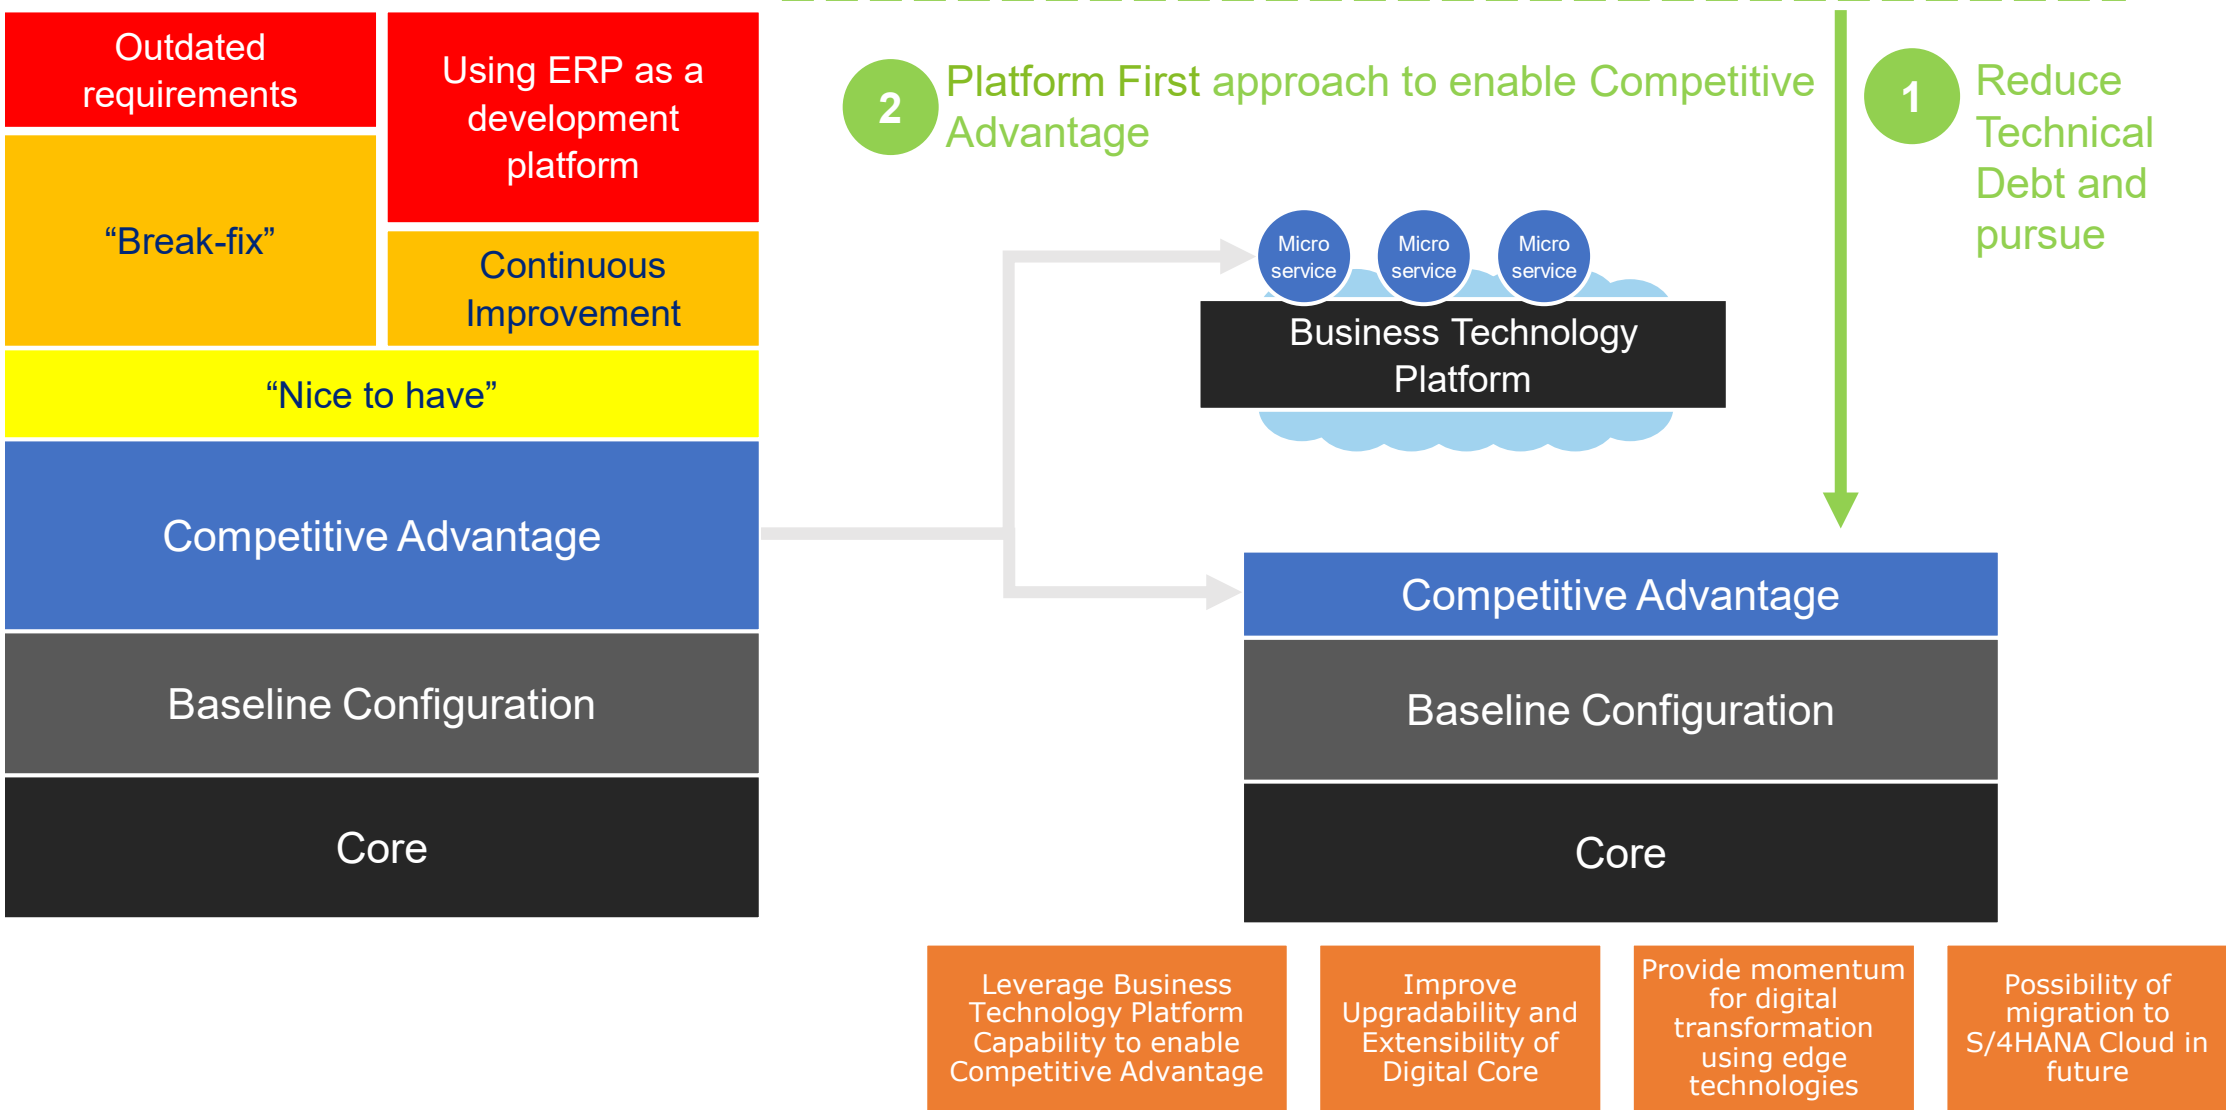 Outdated
requirements
Using ERP as a
development
platform
“Break-fix”
Continuous
Improvement
“Nice to have”
Competitive Advantage
Baseline Configuration
Core
2
Platform First approach to enable Competitive
Advantage
1
Reduce
Technical
Debt and
pursue
Micro
service
Micro
service
Micro
service
Business Technology
Platform
Competitive Advantage
Baseline Configuration
Core
Leverage Business
Technology Platform
Capability to enable
Competitive Advantage
Improve
Upgradability and
Extensibility of
Digital Core
Provide momentum
for digital
transformation
using edge
technologies
Possibility of
migration to
S/4HANA Cloud in
future